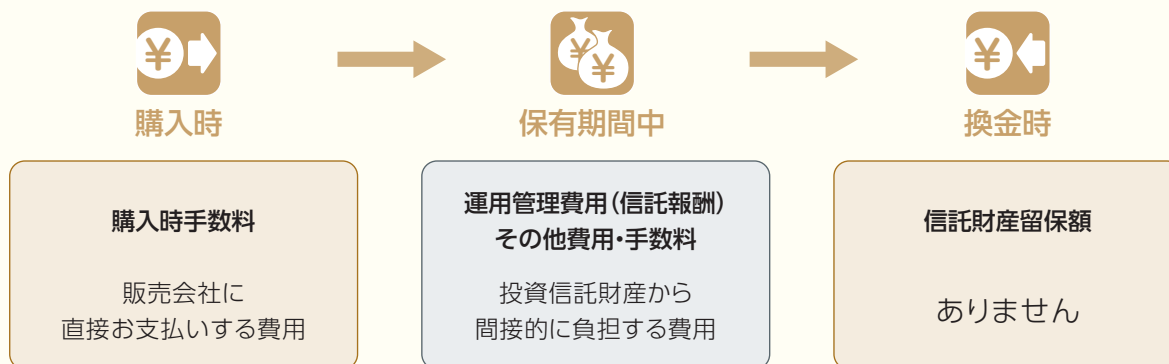 ¥
¥
¥
¥
購入時
保有期間中
換金時
購入時手数料
販売会社に
直接お支払いする費用
運用管理費用(信託報酬)
その他費用・手数料
投資信託財産から
間接的に負担する費用
信託財産留保額
ありません